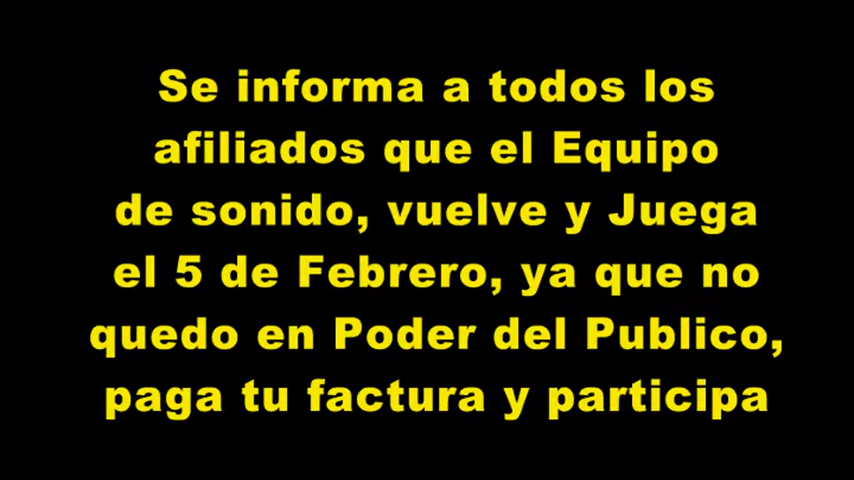 Se informa a todos los
afiliados que el Equipo
de sonido, vuelve y Juega
el 5 de Febrero, ya que no
quedo en Poder del Publico,
paga tu factura y participa